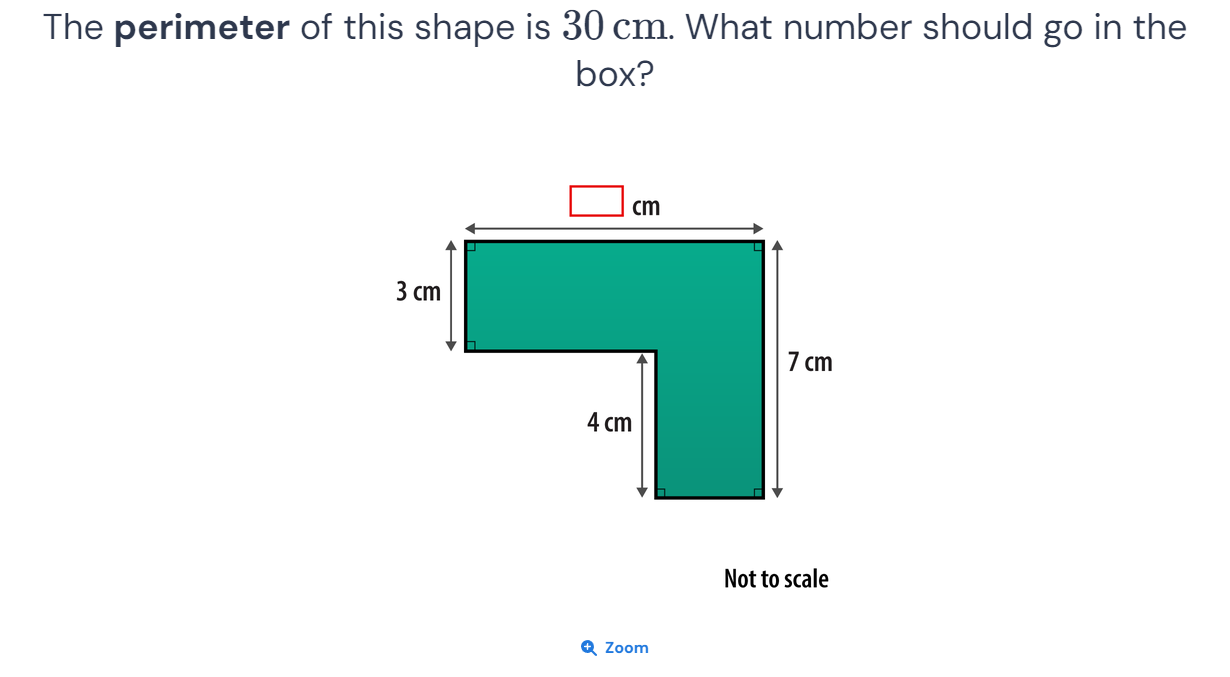 The perimeter of this shape is 30 cm. What number should go in the
box?
cm
3 cm
7 cm
4 cm
Not to scale
Zoom